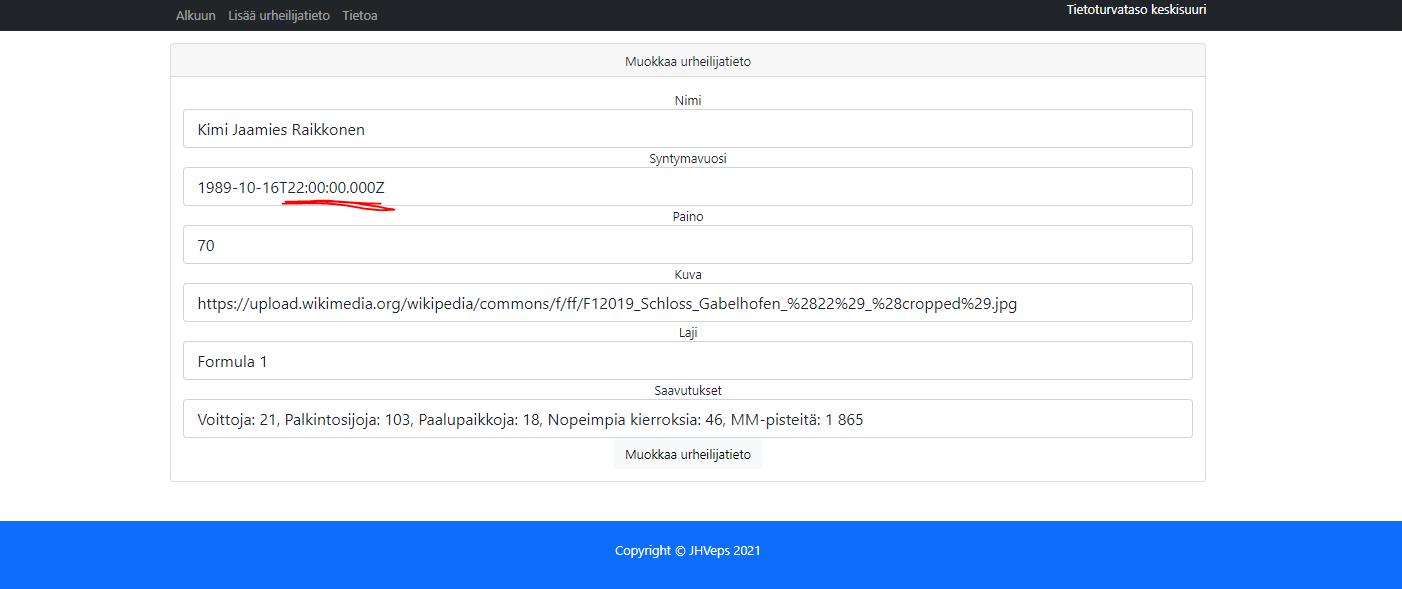 Alkuun Lisää urheilijatieto Tietoa Tietoturvataso keskisuuri
Muokkaa urheilijatieto
Nimi
Kimi Jaamies Raikkonen
Syntymavuosi
1989-10-16T22:00:00.000Z
Paino
70
Kuva
https://upload.wikimedia.org/wikipedia/commons/f/ff/F12019_Schloss_Gabelhofen_%2822%29_%28cropped%29.jpg
Laji
Formula 1
Saavutukset
Voittoja: 21, Palkintosijoja: 103, Paalupaikkoja: 18, Nopeimpia kierroksia: 46, MM-pisteitä: 1 865
Muokkaa urheilijatieto
Copyright © JHVeps 2021